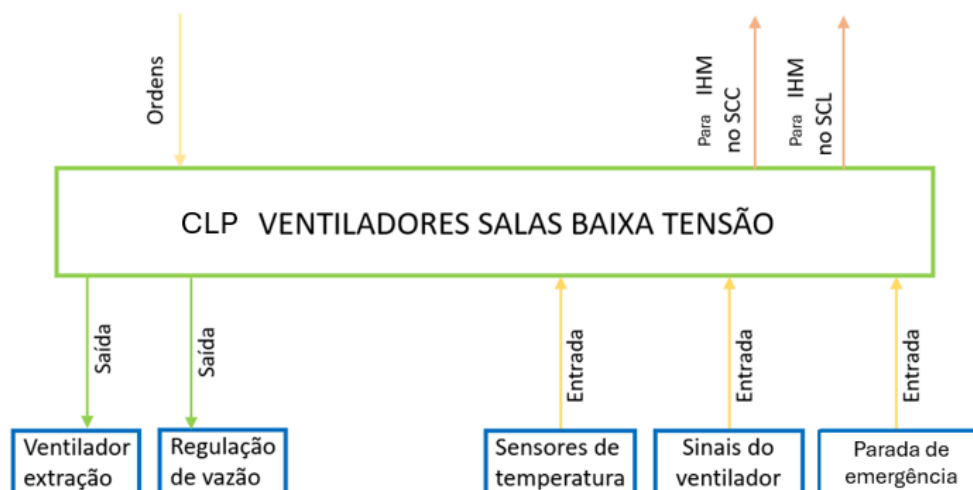 Ordens
Para IHM
no SCC
Para IHM
no SCL
CLP VENTILADORES SALAS BAIXA TENSÃO
Saída
Saída
Entrada
Entrada
Entrada
Ventilador
extração
Regulação
de vazão
Sensores de
temperatura
Sinais do
ventilador
Parada de
emergência